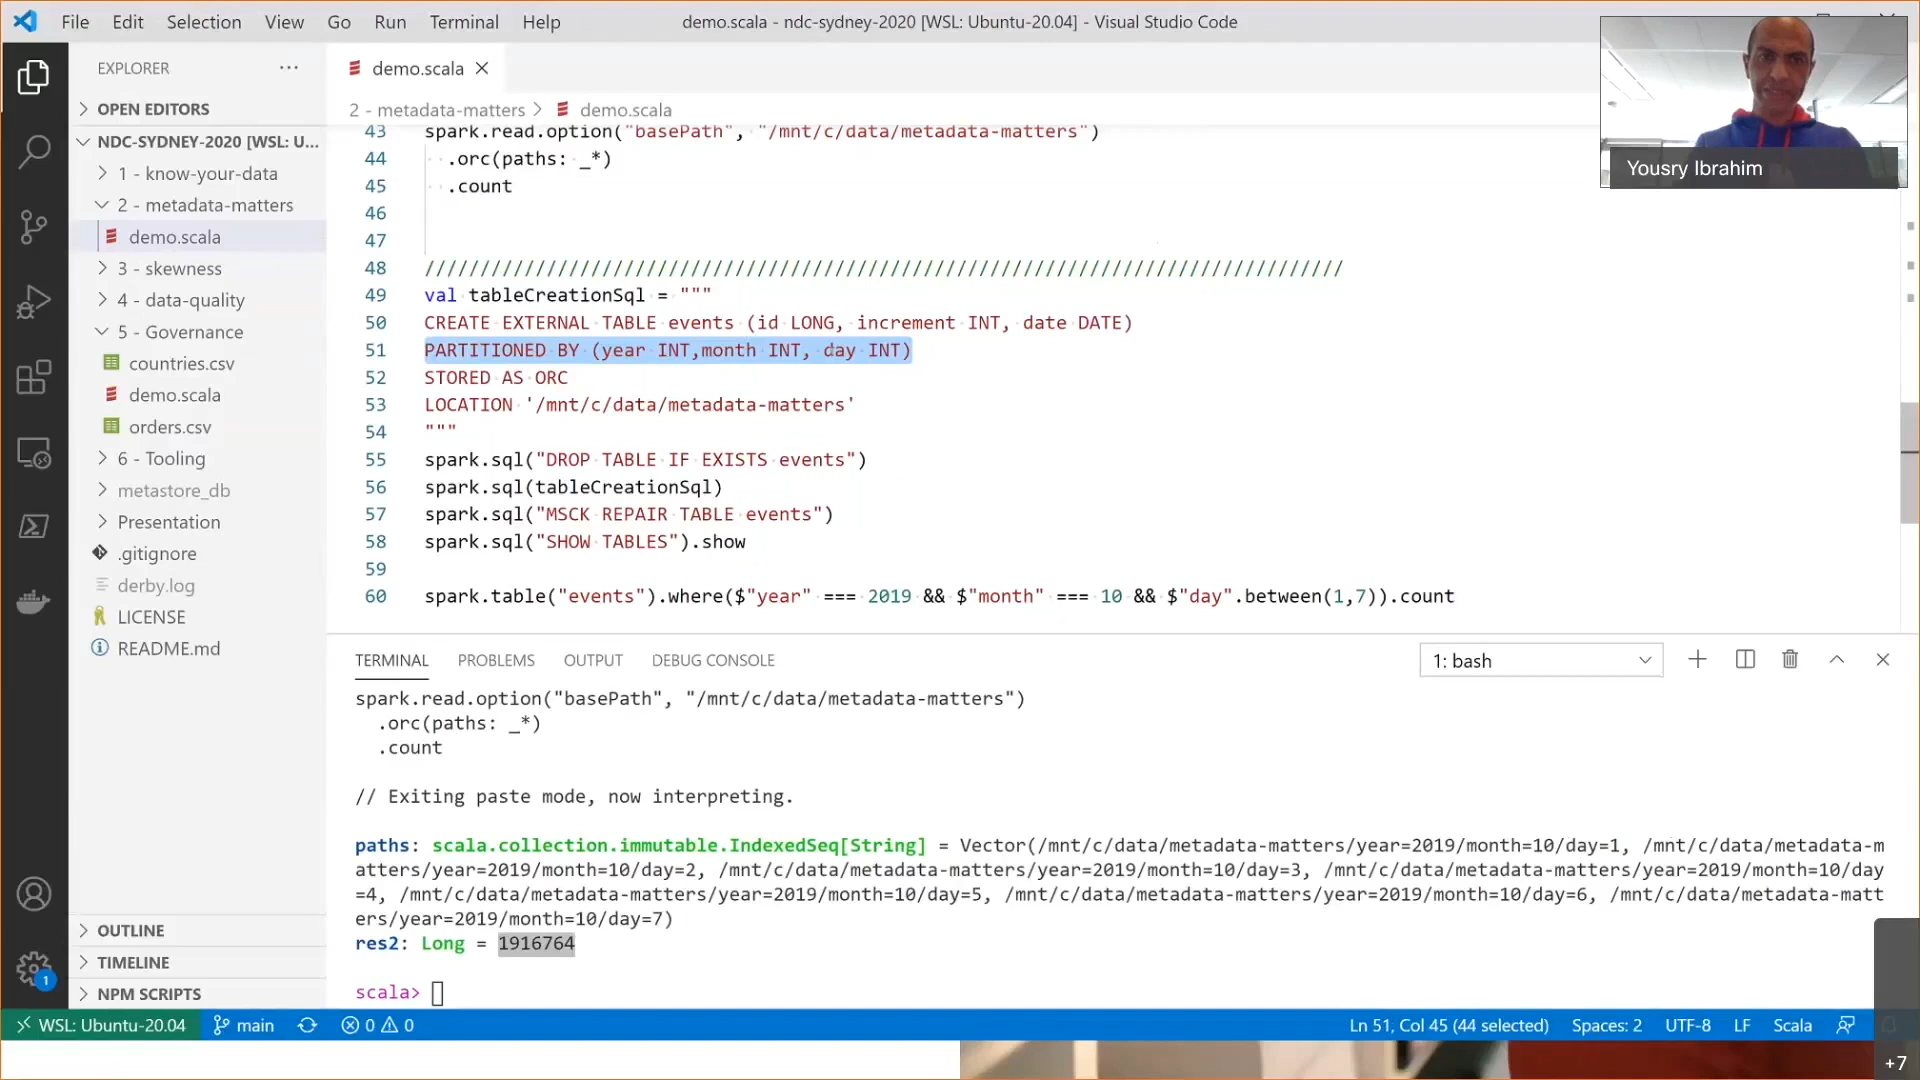 File Edit Selection View Go Run Terminal Help
demo.scala - ndc-sydney-2020 [WSL: Ubuntu-20.04] - Visual Studio Code
Yousry Ibrahim
EXPLORER
OPEN EDITORS
NDC-SYDNEY-2020 [WSL: U...
1 - know-your-data
2 - metadata-matters
demo.scala
3 - skewness
4 - data-quality
5 - Governance
countries.csv
demo.scala
orders.csv
6 - Tooling
metastore_db
Presentation
.gitignore
derby.log
LICENSE
README.md
OUTLINE
TIMELINE
NPM SCRIPTS
demo.scala
2 - metadata-matters > demo.scala
43 spark.read.option("basePath", "/mnt/c/data/metadata-matters")
44 .orc(paths: _*)
45 .count
46
47
48 ///////////////////////////////////////////////////////////////////////////////////
49 val tableCreationSql = """
50 CREATE EXTERNAL TABLE events (id LONG, increment INT, date DATE)
51 PARTITIONED BY (year INT,month INT, day INT)
52 STORED AS ORC
53 LOCATION '/mnt/c/data/metadata-matters'
54 """
55 spark.sql("DROP TABLE IF EXISTS events")
56 spark.sql(tableCreationSql)
57 spark.sql("MSCK REPAIR TABLE events")
58 spark.sql("SHOW TABLES").show
59
60 spark.table("events").where($"year" === 2019 && $"month" === 10 && $"day".between(1,7)).count
TERMINAL PROBLEMS OUTPUT DEBUG CONSOLE
1: bash
spark.read.option("basePath", "/mnt/c/data/metadata-matters")
.orc(paths: _*)
.count
// Exiting paste mode, now interpreting.
paths: scala.collection.immutable.IndexedSeq[String] = Vector(/mnt/c/data/metadata-matters/year=2019/month=10/day=1, /mnt/c/data/metadata-m
atters/year=2019/month=10/day=2, /mnt/c/data/metadata-matters/year=2019/month=10/day=3, /mnt/c/data/metadata-matters/year=2019/month=10/day
=4, /mnt/c/data/metadata-matters/year=2019/month=10/day=5, /mnt/c/data/metadata-matters/year=2019/month=10/day=6, /mnt/c/data/metadata-matt
ers/year=2019/month=10/day=7)
res2: Long = 1916764
scala>
1
WSL: Ubuntu-20.04 main 0 0
Ln 51, Col 45 (44 selected) Spaces: 2 UTF-8 LF Scala
+7